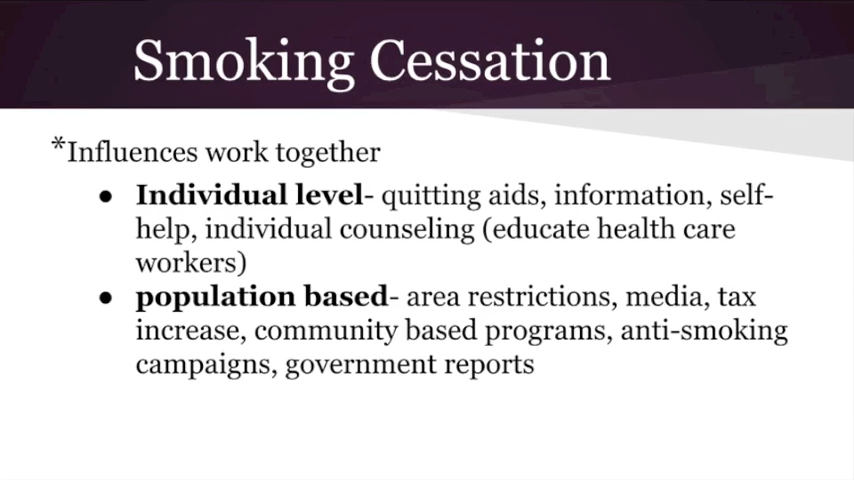 Smoking Cessation
*Influences work together
● Individual level- quitting aids, information, self-
help, individual counseling (educate health care
workers)
● population based- area restrictions, media, tax
increase, community based programs, anti-smoking
campaigns, government reports